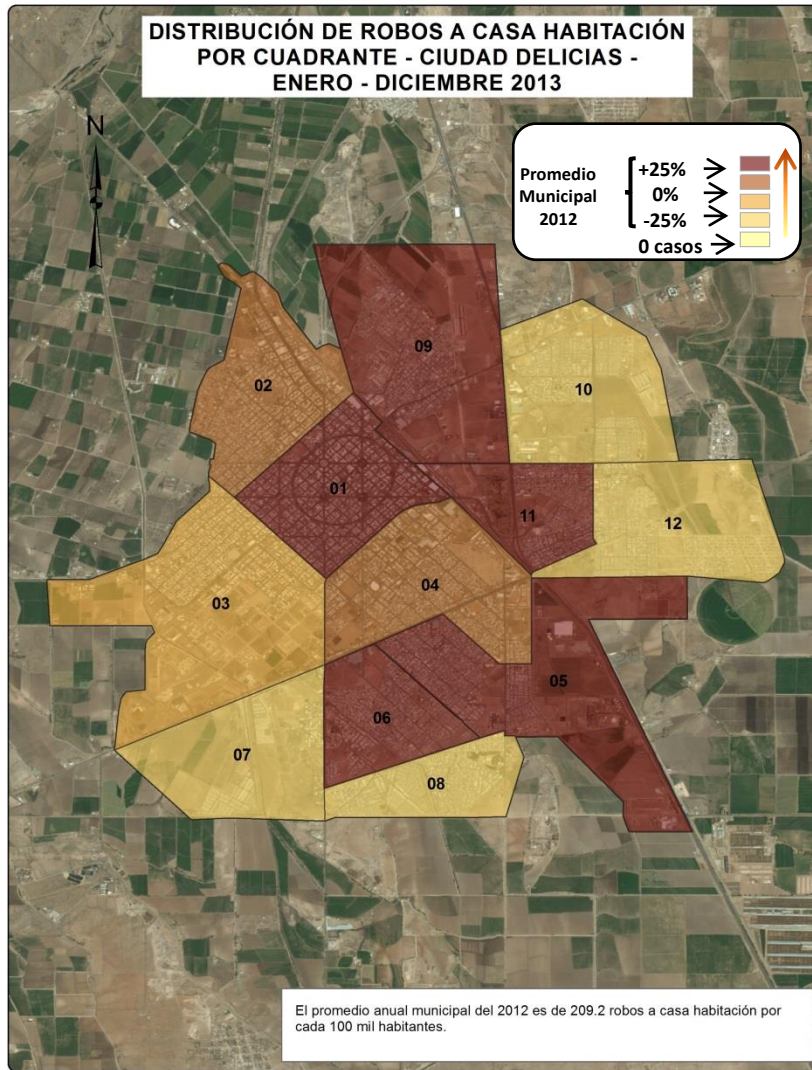 DISTRIBUCIÓN DE ROBOS A CASA HABITACIÓN
POR CUADRANTE - CIUDAD DELICIAS -
ENERO - DICIEMBRE 2013
N
Promedio
Municipal
2012
+25%
0%
-25%
0 casos
09
02
10
01
11
12
04
03
05
06
07
08
El promedio anual municipal del 2012 es de 209.2 robos a casa habitación por
cada 100 mil habitantes.